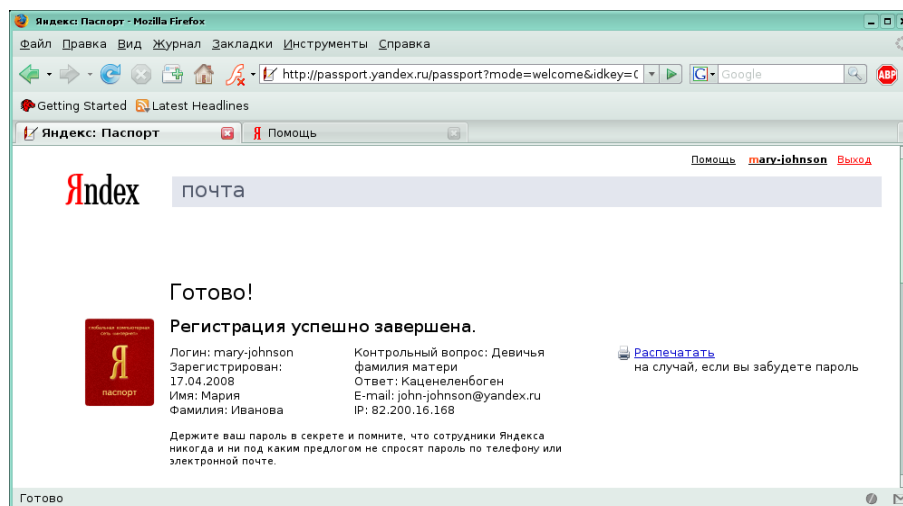 Яндекс: Паспорт - Mozilla Firefox
Файл Правка Вид Журнал Закладки Инструменты Справка
http://passport.yandex.ru/passport?mode=welcome&idkey=
G Google
ABP
Getting Started Latest Headlines
Яндекс: Паспорт
Я Помощь
Помощь mary-johnson Выход
Яndex
почта
Готово!
Регистрация успешно завершена.
глобальная компьютерная
сеть «интернет»
Я
паспорт
Логин: mary-johnson
Зарегистрирован:
17.04.2008
Имя: Мария
Фамилия: Иванова
Контрольный вопрос: Девичья
фамилия матери
Ответ: Каценеленбоген
E-mail: john-johnson@yandex.ru
IP: 82.200.16.168
Распечатать
на случай, если вы забудете пароль
Держите ваш пароль в секрете и помните, что сотрудники Яндекса
никогда и ни под каким предлогом не спросят пароль по телефону или
электронной почте.
Готово